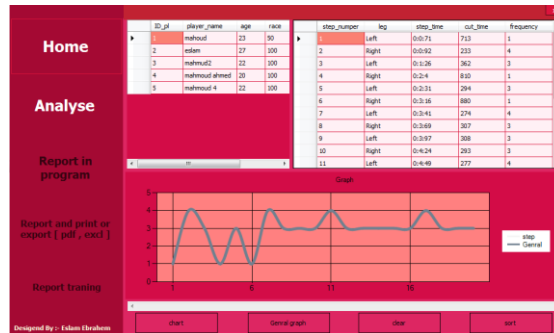 Home
Analyse
Report in
program
Report and print or
export [ pdf , excl ]
Report traning
Desigend By :- Eslam Ebrahem
ID_pl player_name age race
1 mahoud 23 50
2 eslam 27 100
3 mahmud2 22 100
4 mahmoud ahmed 20 100
5 mahmoud 4 22 100
step_numper leg step_time cut_time frequency
1 Left 0:0:71 713 1
2 Right 0:0:92 233 4
3 Left 0:1:26 362 3
4 Right 0:2:4 810 1
5 Left 0:2:31 294 3
6 Right 0:3:16 880 1
7 Left 0:3:41 274 4
8 Right 0:3:69 307 3
9 Left 0:3:97 308 3
10 Right 0:4:24 293 3
11 Left 0:4:49 277 4
Graph
5
4
3
2
1
0
1 6 11 16
step
Genral
chart
Genral graph
clear
sort